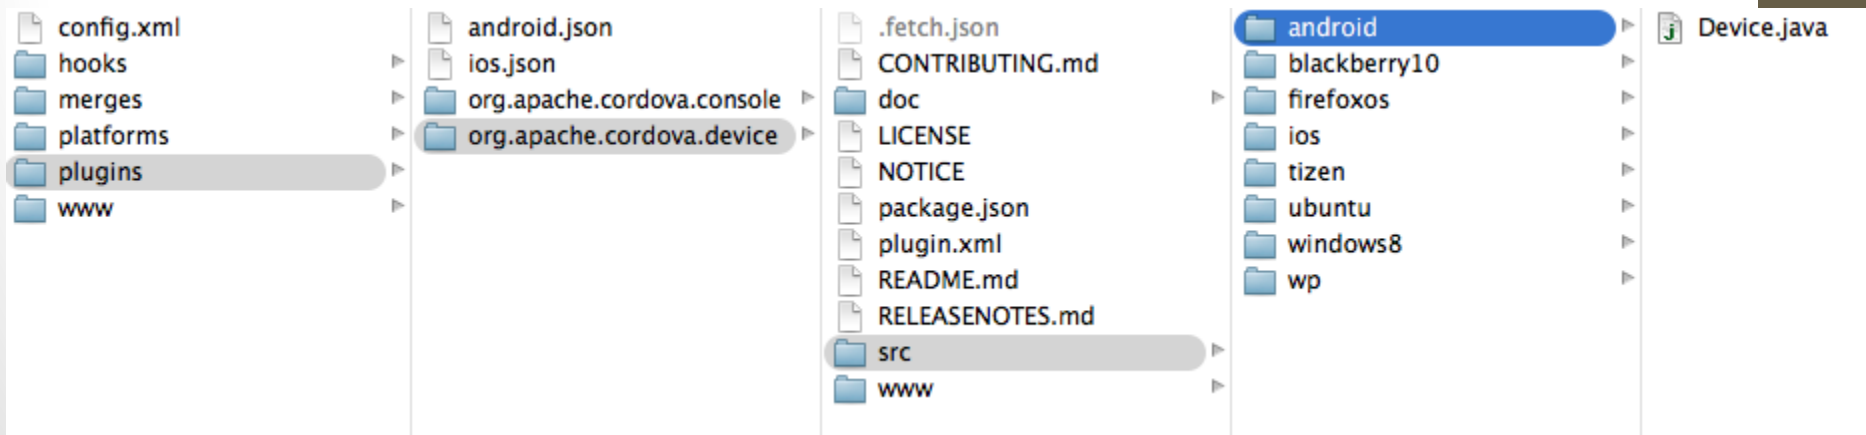 config.xml
hooks
merges
platforms
plugins
www
android.json
ios.json
org.apache.cordova.console
org.apache.cordova.device
.fetch.json
CONTRIBUTING.md
doc
LICENSE
NOTICE
package.json
plugin.xml
README.md
RELEASENOTES.md
src
www
android
blackberry10
firefoxos
ios
tizen
ubuntu
windows8
wp
Device.java